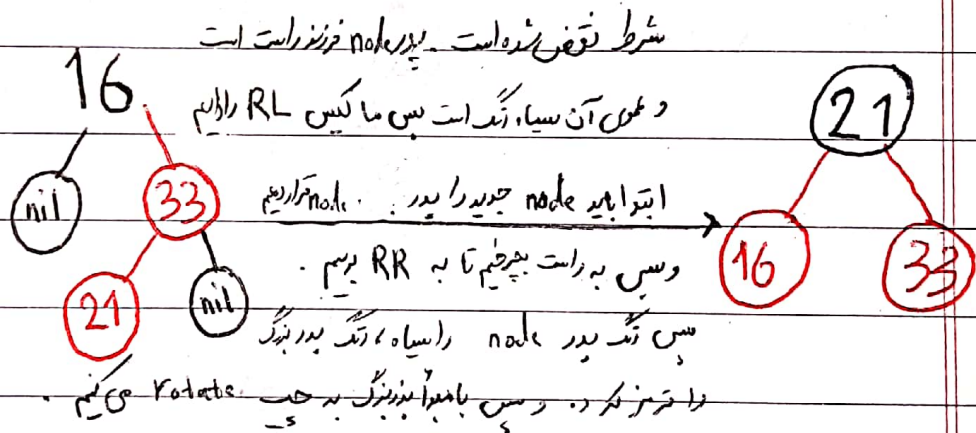 شرط نقض شده است. پدر node فرزند راست است
16
و عموی آن سیاه رنگ است پس ما کیس RL را داریم
21
nil
33
ابتدا باید node جدید را پدر node قرار دهیم
16
33
و سپس به راست بچرخیم تا به RR برسیم.
21
nil
سپس رنگ پدر node را سیاه، رنگ پدربزرگ
را قرمز کرده و سپس با مبدأ پدربزرگ به چپ rotate می کنیم.